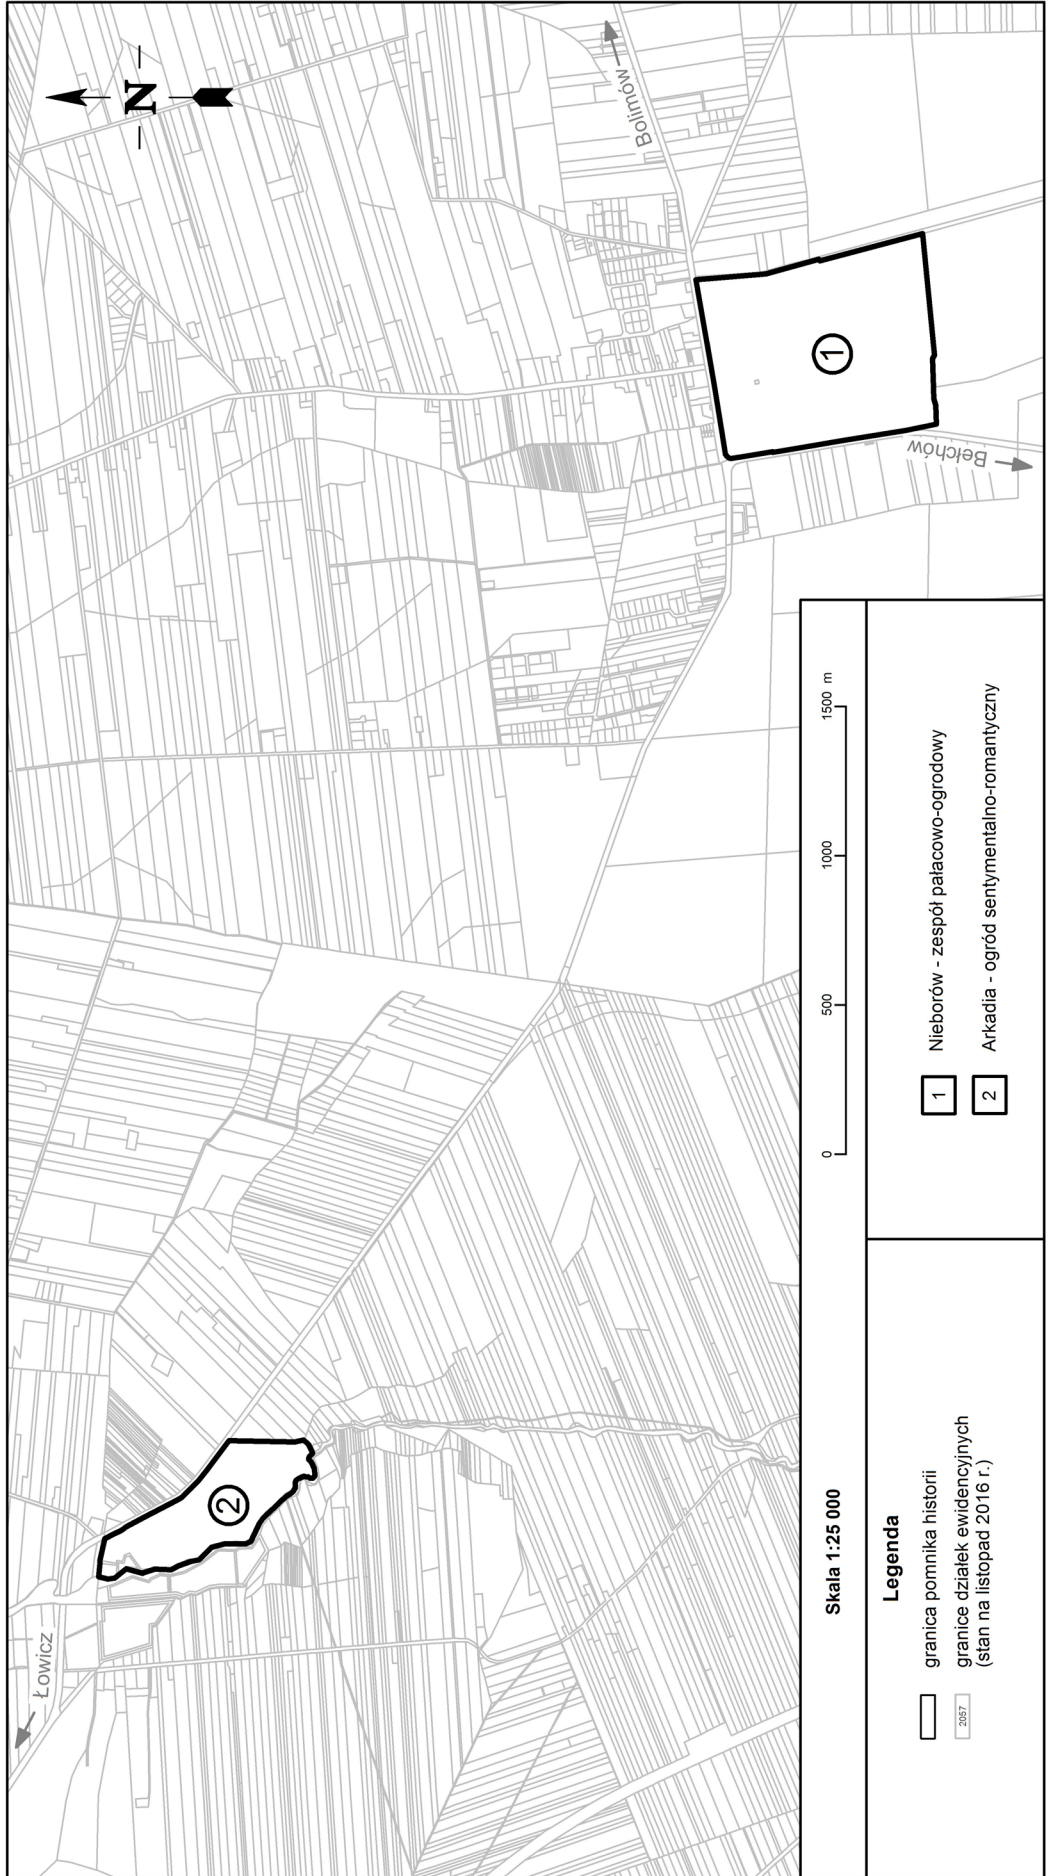 N
Łowicz
Bolimów
Bełchów
2
1
Skala 1:25 000
0 500 1000 1500 m
Legenda
granica pomnika historii
2057 granice działek ewidencyjnych
(stan na listopad 2016 r.)
1 Nieborów - zespół pałacowo-ogrodowy
2 Arkadia - ogród sentymentalno-romantyczny